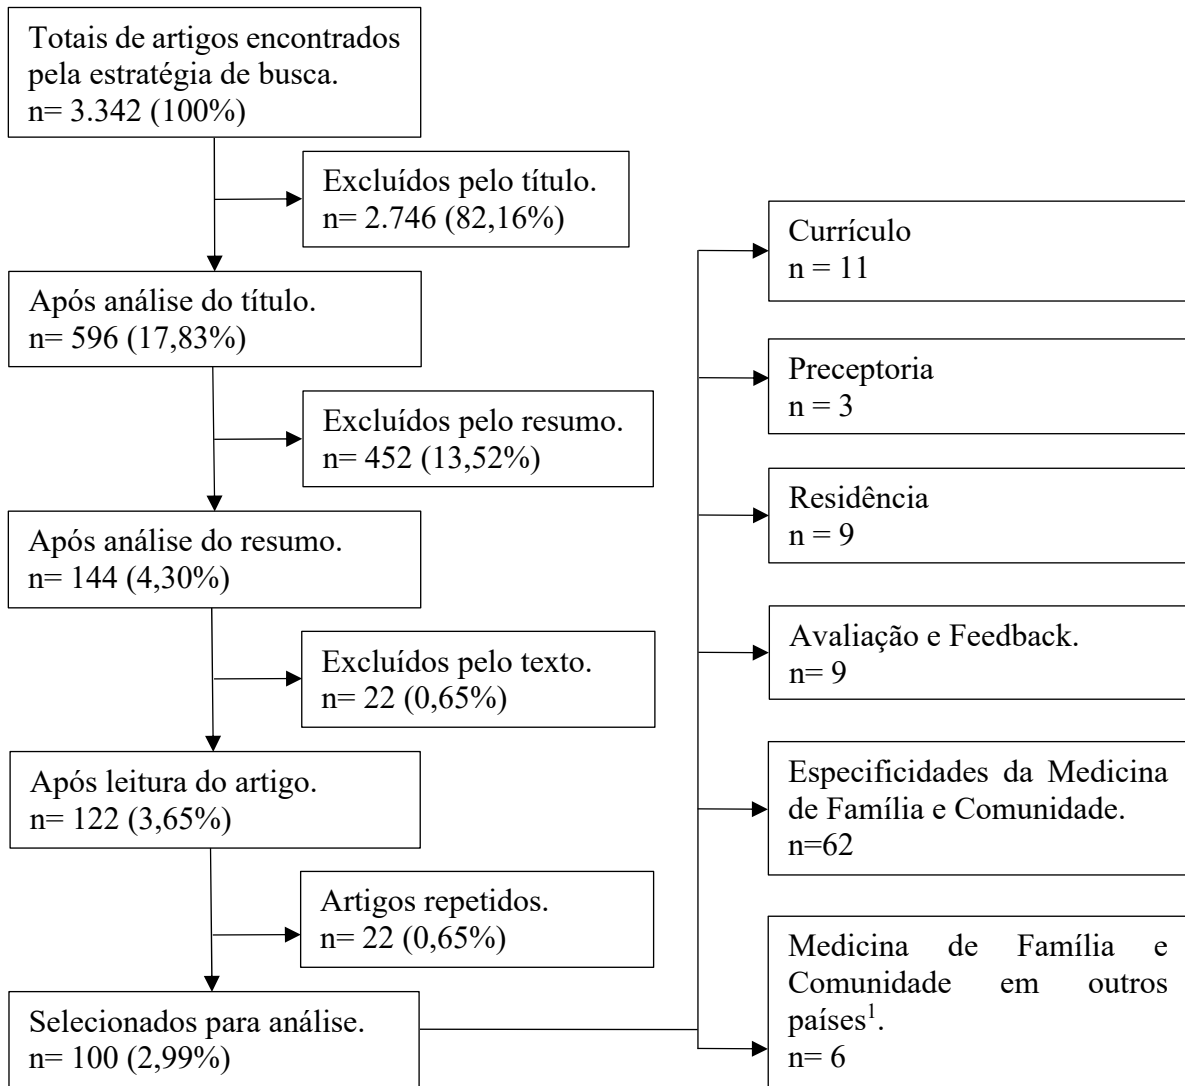 Totais de artigos encontrados
pela estratégia de busca.
n= 3.342 (100%)
Excluídos pelo título.
n= 2.746 (82,16%)
Após análise do título.
n= 596 (17,83%)
Excluídos pelo resumo.
n= 452 (13,52%)
Após análise do resumo.
n= 144 (4,30%)
Excluídos pelo texto.
n= 22 (0,65%)
Após leitura do artigo.
n= 122 (3,65%)
Artigos repetidos.
n= 22 (0,65%)
Selecionados para análise.
n= 100 (2,99%)
Currículo
n = 11
Preceptoria
n = 3
Residência
n = 9
Avaliação e Feedback.
n= 9
Especificidades da Medicina
de Família e Comunidade.
n=62
Medicina de Família e
Comunidade em outros
países¹.
n= 6